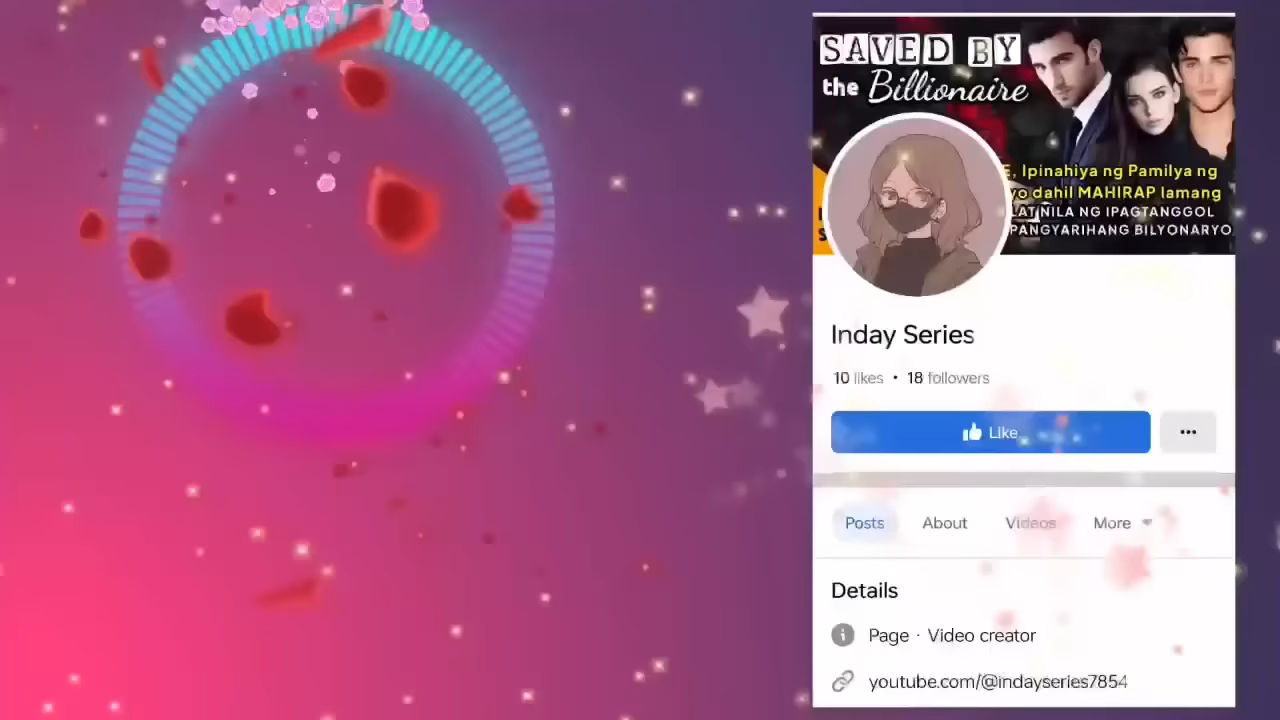 SAVED BY
the Billionaire
E, Ipinahiya ng Pamilya ng
yo dahil MAHIRAP lamang
LAT NILA NG IPAGTANGGOL
PANGYARIHANG BILYONARYO
Inday Series
10 likes • 18 followers
Like
Posts About Videos More
Details
Page · Video creator
youtube.com/@indayseries7854